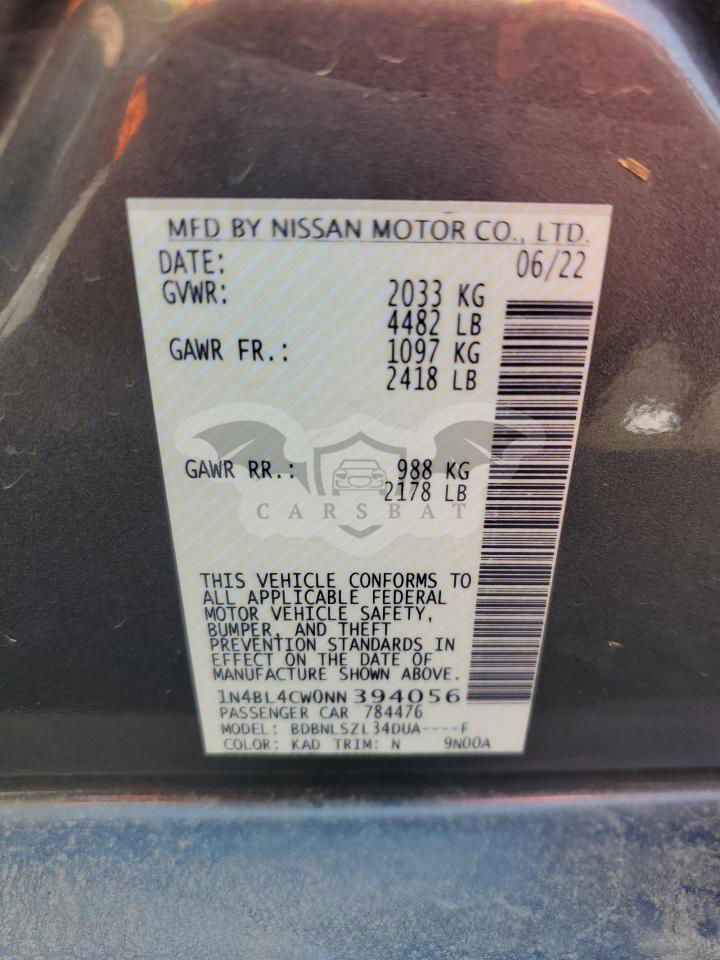 MFD BY NISSAN MOTOR CO., LTD.
DATE: 06/22
GVWR: 2033 KG
4482 LB
GAWR FR.: 1097 KG
2418 LB
GAWR RR.: 988 KG
2178 LB
CARSBAT
THIS VEHICLE CONFORMS TO
ALL APPLICABLE FEDERAL
MOTOR VEHICLE SAFETY,
BUMPER, AND THEFT
PREVENTION STANDARDS IN
EFFECT ON THE DATE OF
MANUFACTURE SHOWN ABOVE.
1N4BL4CW0NN394056
PASSENGER CAR 784476
MODEL: BDBNLSZL34DUA----F
COLOR: KAD TRIM: N 9N00A